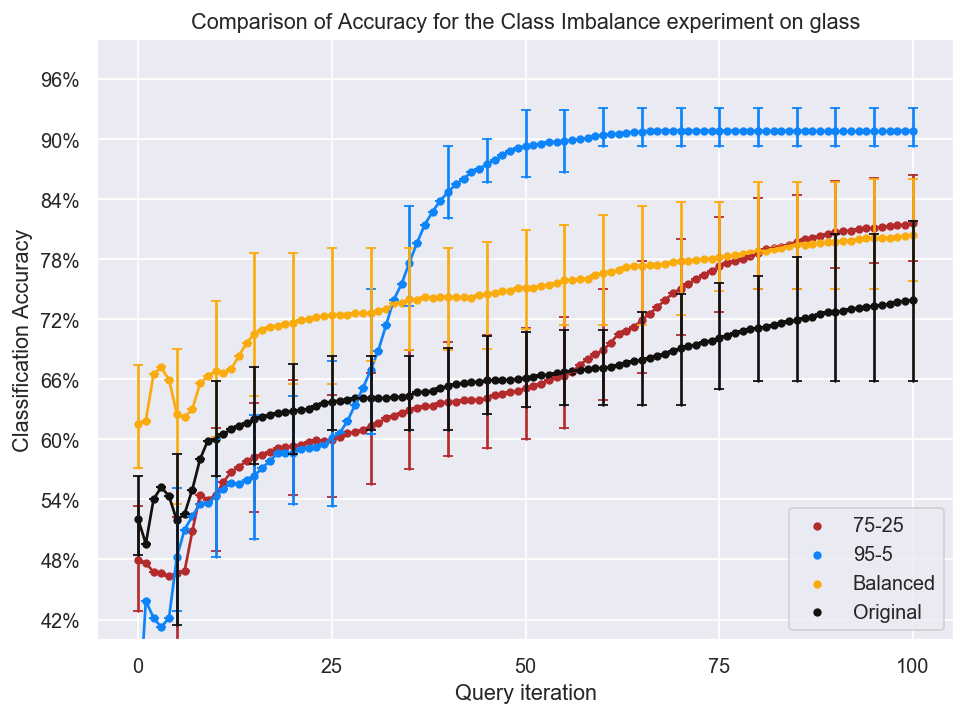 Comparison of Accuracy for the Class Imbalance experiment on glass
Classification Accuracy
96%
90%
84%
78%
72%
66%
60%
54%
48%
42%
75-25
95-5
Balanced
Original
0 25 50 75 100
Query iteration